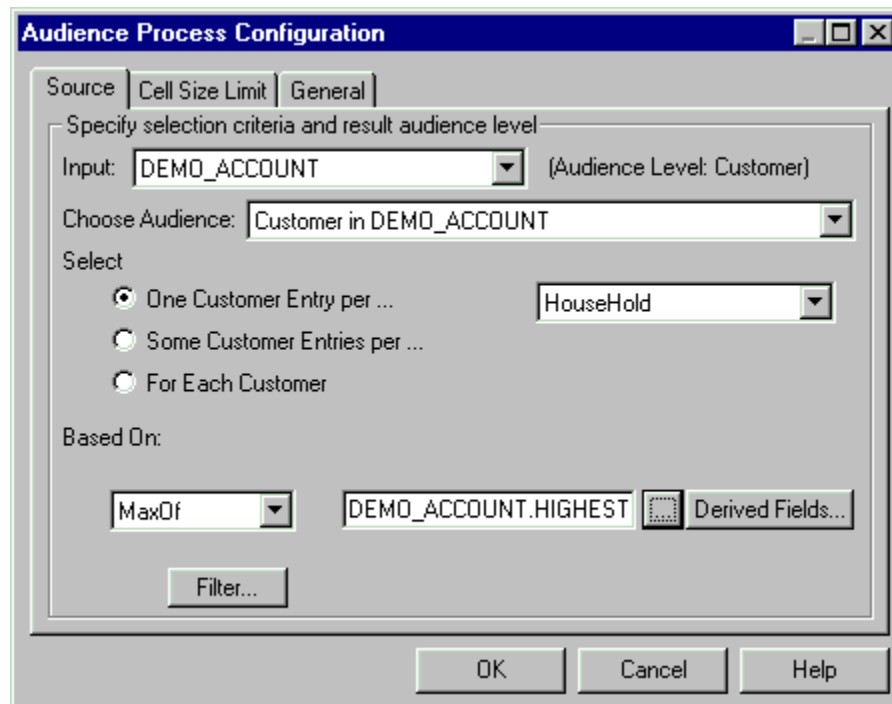 Audience Process Configuration
Source Cell Size Limit General
Specify selection criteria and result audience level
Input: DEMO_ACCOUNT (Audience Level: Customer)
Choose Audience: Customer in DEMO_ACCOUNT
Select
One Customer Entry per ... HouseHold
Some Customer Entries per ...
For Each Customer
Based On:
MaxOf DEMO_ACCOUNT.HIGHEST ... Derived Fields...
Filter...
OK Cancel Help